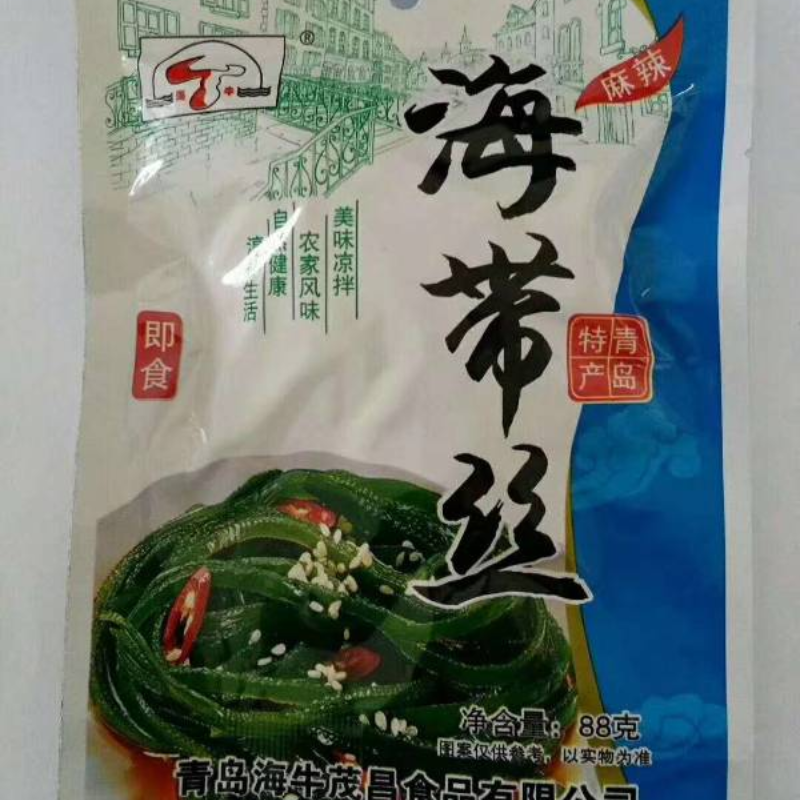 ®
麻辣
海带丝
美味凉拌
农家风味
自然健康
生活
即食
青岛
特产
净含量：88克
图案仅供参考，以实物为准
青岛海牛茂昌食品有限公司